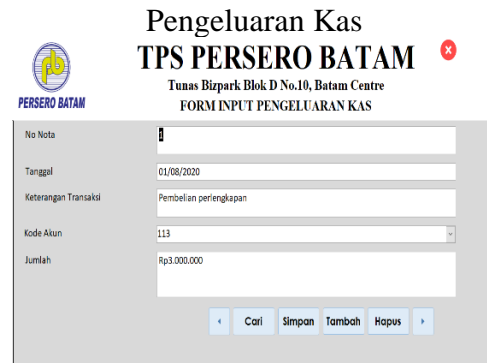 Pengeluaran Kas
TPS PERSERO BATAM
Tunas Bizpark Blok D No.10, Batam Centre
PERSERO BATAM
FORM INPUT PENGELUARAN KAS
No Nota 1
Tanggal 01/08/2020
Keterangan Transaksi Pembelian perlengkapan
Kode Akun 113
Jumlah Rp3.000.000
Cari Simpan Tambah Hapus